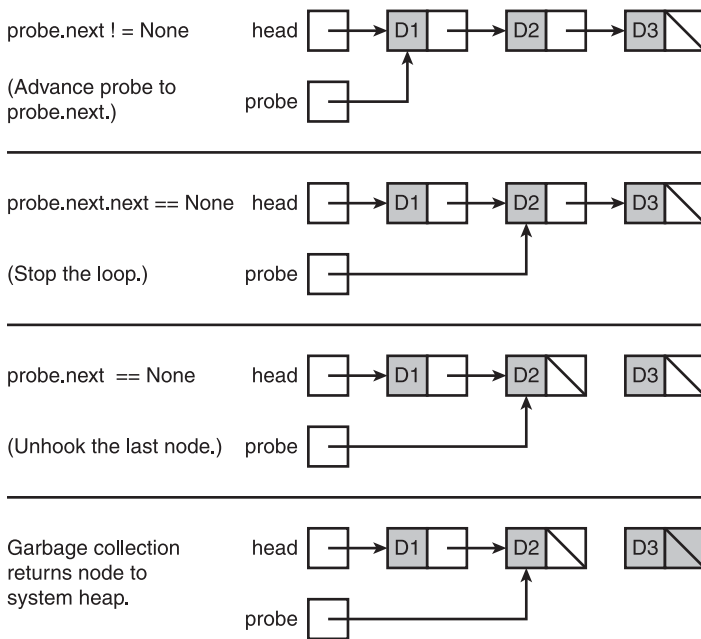 probe.next ! = None head D1 D2 D3
(Advance probe to
probe.next.) probe
probe.next.next == None head D1 D2 D3
(Stop the loop.) probe
probe.next == None head D1 D2 D3
(Unhook the last node.) probe
Garbage collection head D1 D2 D3
returns node to
system heap. probe